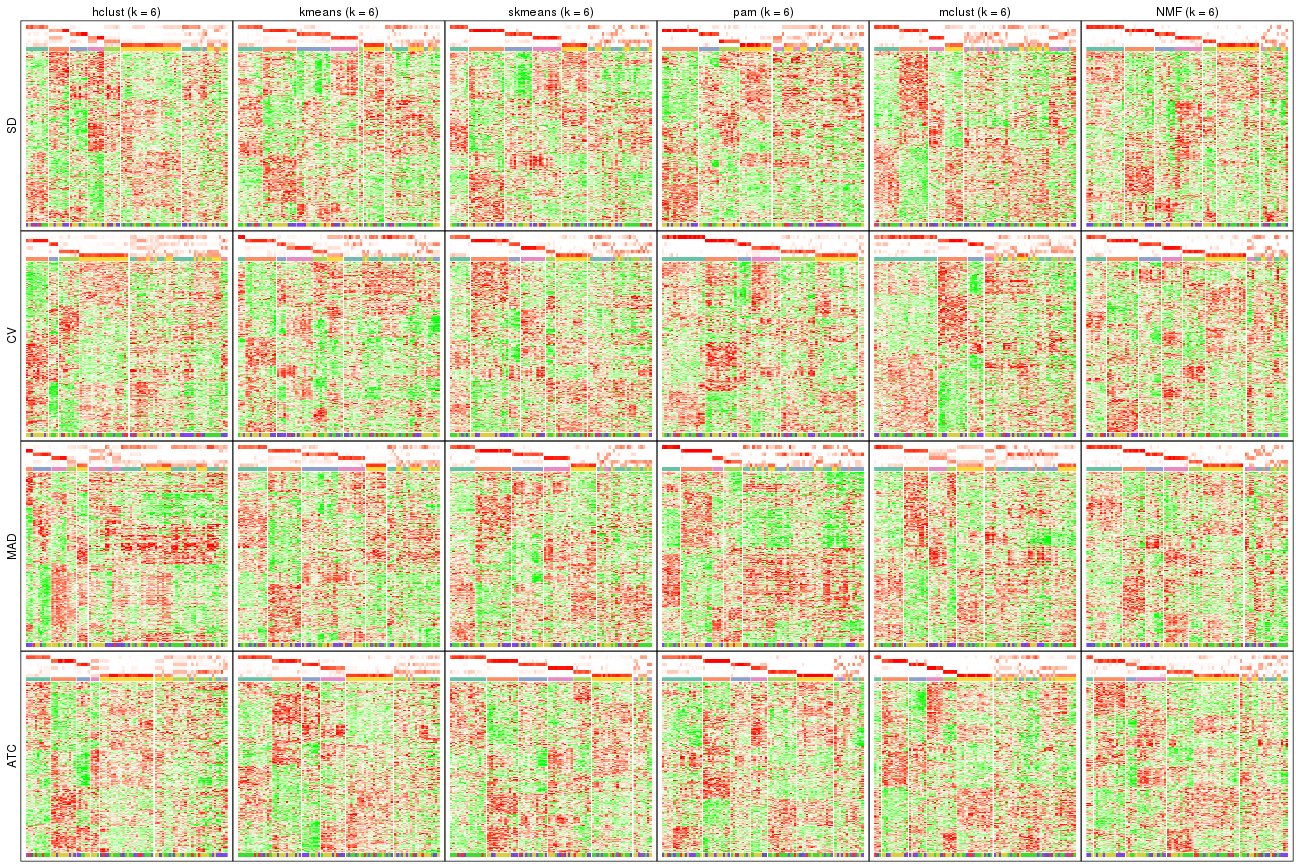 hclust (k = 6)
kmeans (k = 6)
skmeans (k = 6)
pam (k = 6)
mclust (k = 6)
NMF (k = 6)
SD
CV
MAD
ATC